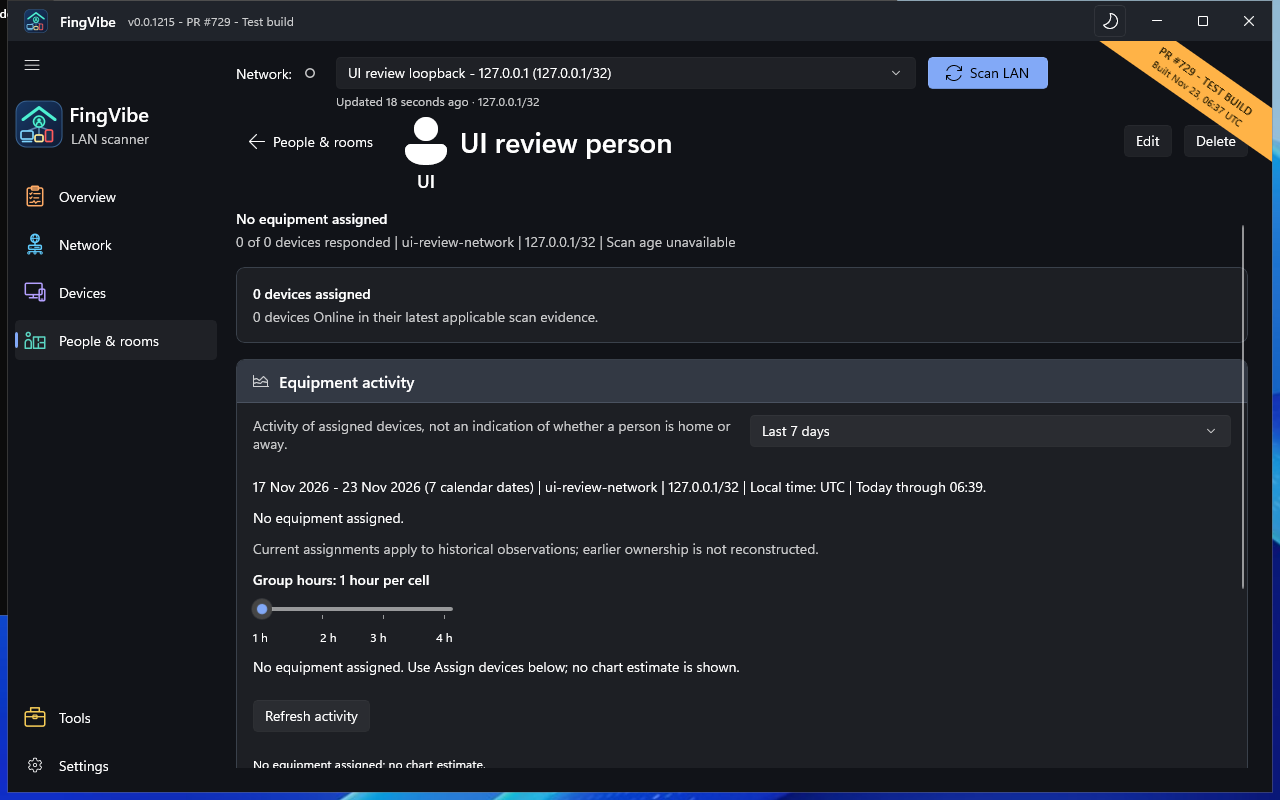 FingVibe v0.0.1215 - PR #729 - Test build
PR #729 - TEST BUILD
Built Nov 23, 06:37 UTC
Network:
UI review loopback - 127.0.0.1 (127.0.0.1/32)
Scan LAN
Updated 18 seconds ago · 127.0.0.1/32
FingVibe
LAN scanner
Overview
Network
Devices
People & rooms
Tools
Settings
People & rooms
UI
UI review person
Edit
Delete
No equipment assigned
0 of 0 devices responded | ui-review-network | 127.0.0.1/32 | Scan age unavailable
0 devices assigned
0 devices Online in their latest applicable scan evidence.
Equipment activity
Activity of assigned devices, not an indication of whether a person is home or
away.
Last 7 days
17 Nov 2026 - 23 Nov 2026 (7 calendar dates) | ui-review-network | 127.0.0.1/32 | Local time: UTC | Today through 06:39.
No equipment assigned.
Current assignments apply to historical observations; earlier ownership is not reconstructed.
Group hours: 1 hour per cell
1 h 2 h 3 h 4 h
No equipment assigned. Use Assign devices below; no chart estimate is shown.
Refresh activity
No equipment assigned; no chart estimate.